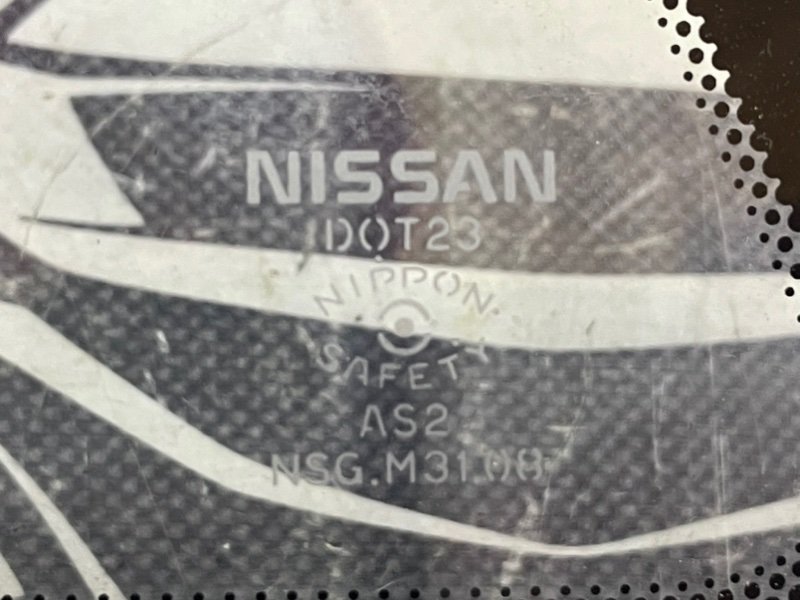 NISSAN
DOT23
NIPPON
SAFETY
AS2
NSG.M31.08